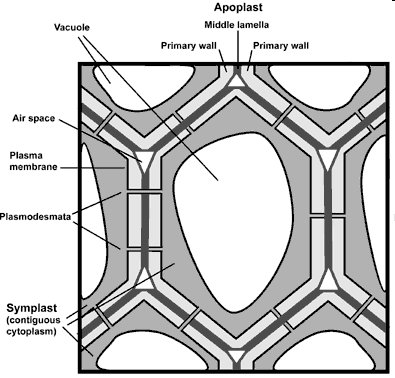 Apoplast
Middle lamella
Vacuole
Primary wall
Primary wall
Air space
Plasma
membrane
Plasmodesmata
Symplast
(contiguous
cytoplasm)